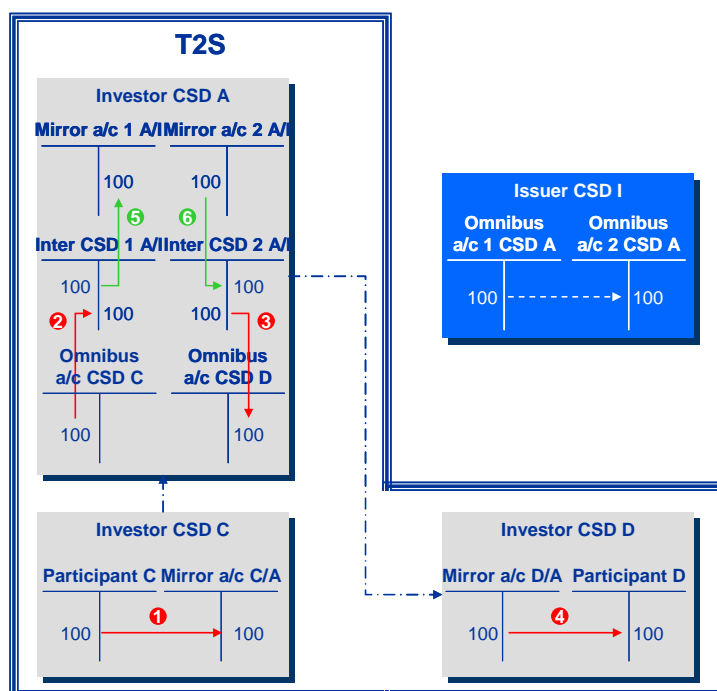 T2S
Investor CSD A
Mirror a/c 1 A/I Mirror a/c 2 A/I
100 100
5 6
Inter CSD 1 A/I Inter CSD 2 A/I
100 100
100 100
2 3
Omnibus
a/c CSD C
Omnibus
a/c CSD D
100 100
Issuer CSD I
Omnibus
a/c 1 CSD A
Omnibus
a/c 2 CSD A
100 100
Investor CSD C
Participant C Mirror a/c C/A
1
100 100
Investor CSD D
Mirror a/c D/A Participant D
4
100 100